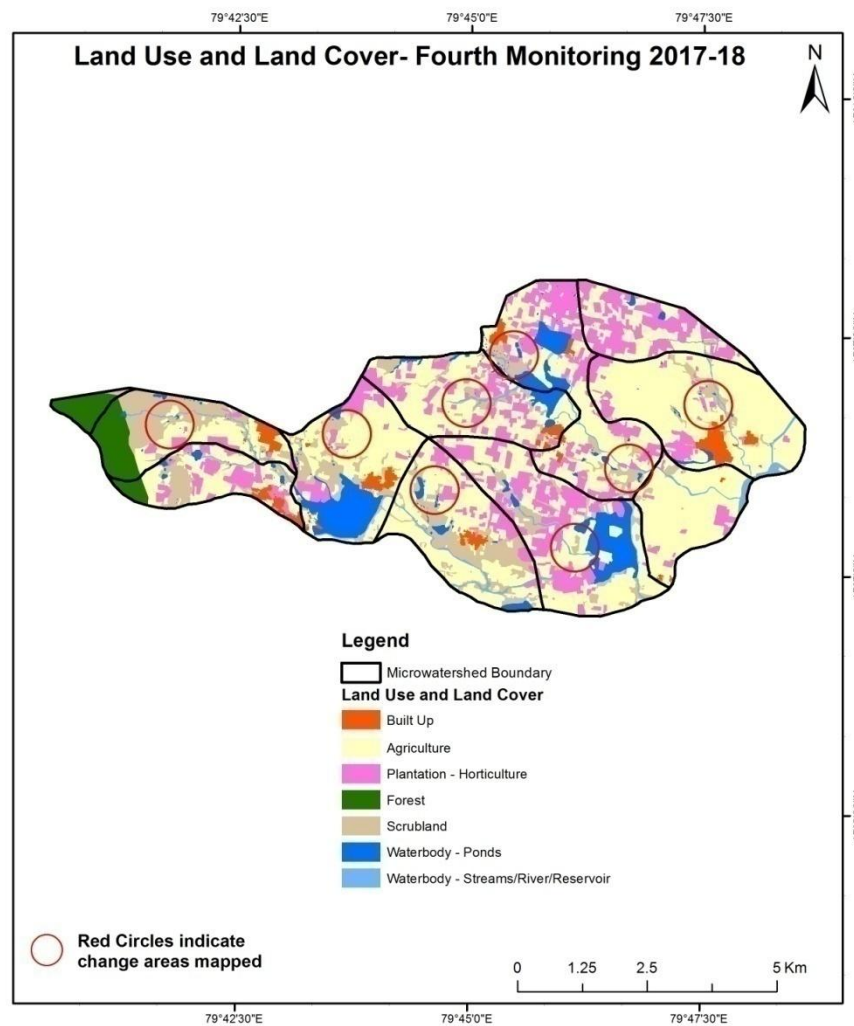 79°42'30"E 79°45'0"E 79°47'30"E
Land Use and Land Cover- Fourth Monitoring 2017-18
N
Legend
Microwatershed Boundary
Land Use and Land Cover
Built Up
Agriculture
Plantation - Horticulture
Forest
Scrubland
Waterbody - Ponds
Waterbody - Streams/River/Reservoir
Red Circles indicate
change areas mapped
0 1.25 2.5 5 Km
79°42'30"E 79°45'0"E 79°47'30"E